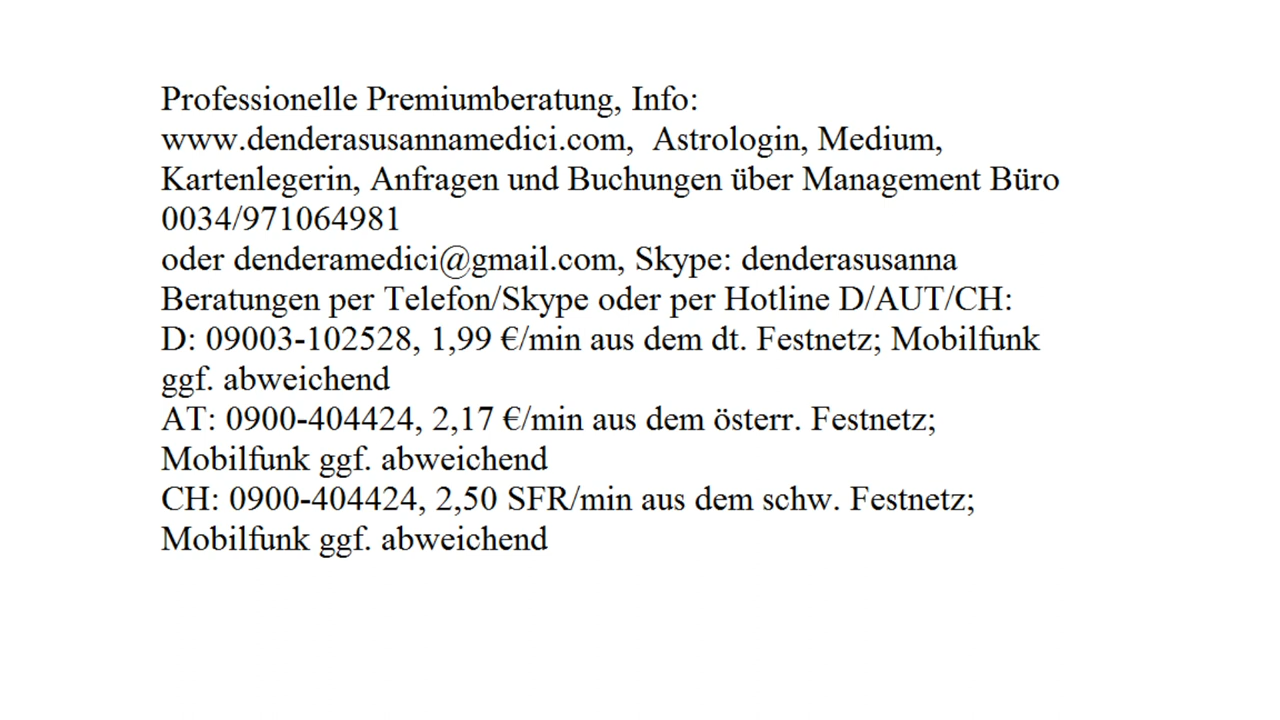 Professionelle Premiumberatung, Info:
www.denderasusannamedici.com,  Astrologin, Medium,
Kartenlegerin, Anfragen und Buchungen über Management Büro
0034/971064981
oder denderamedici@gmail.com, Skype: denderasusanna
Beratungen per Telefon/Skype oder per Hotline D/AUT/CH:
D: 09003-102528, 1,99 €/min aus dem dt. Festnetz; Mobilfunk
ggf. abweichend
AT: 0900-404424, 2,17 €/min aus dem österr. Festnetz;
Mobilfunk ggf. abweichend
CH: 0900-404424, 2,50 SFR/min aus dem schw. Festnetz;
Mobilfunk ggf. abweichend